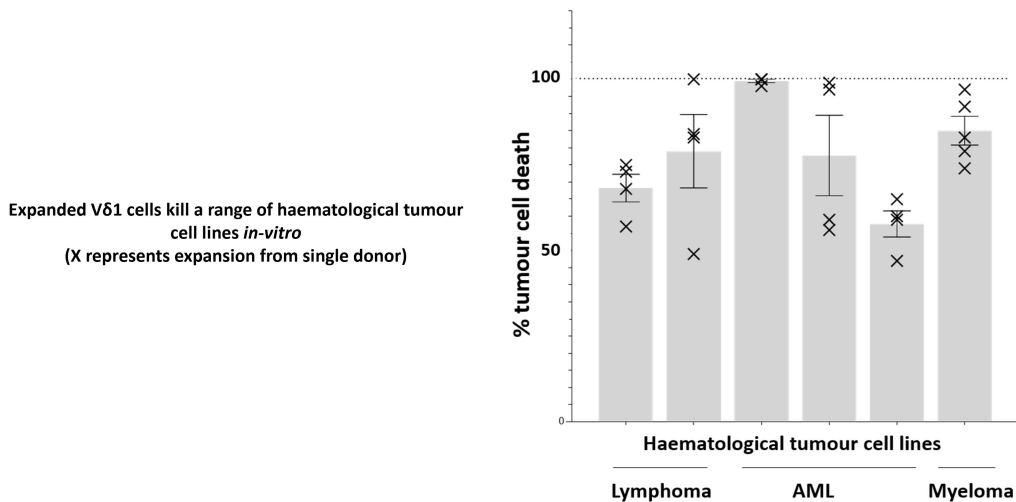 Expanded Vδ1 cells kill a range of haematological tumour
cell lines in-vitro
(X represents expansion from single donor)
% tumour cell death
100
50
0
Haematological tumour cell lines
Lymphoma
AML
Myeloma